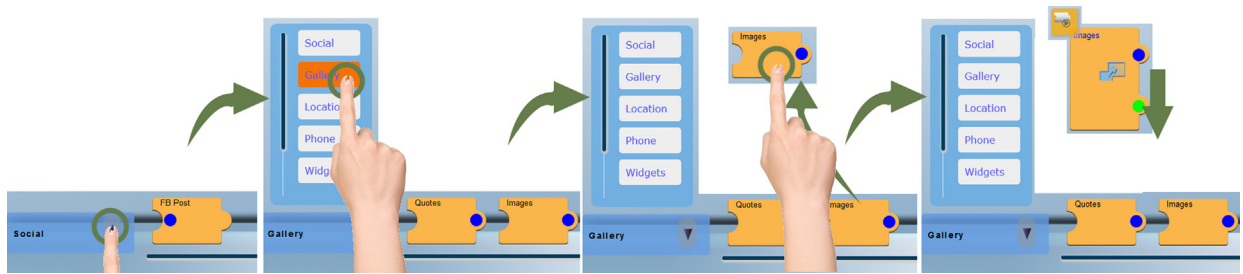 FB Post
Social
Social
Gallery
Location
Phone
Quotes
Images
Gallery
Social
Gallery
Location
Phone
Widgets
Images
Quotes
Images
Gallery
Social
Gallery
Location
Phone
Widgets
Images
Quotes
Images
Gallery